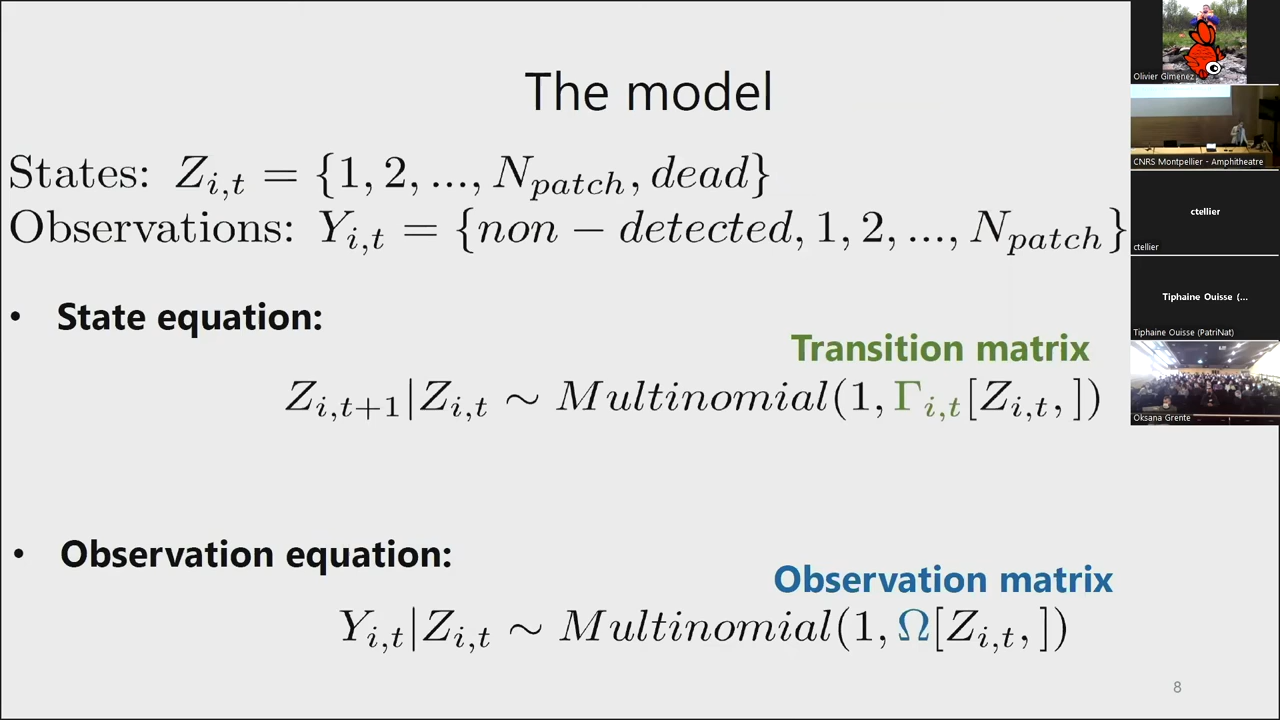 The model
States: Z_{i,t} = {1, 2, ..., N_{patch}, dead}
Observations: Y_{i,t} = {non − detected, 1, 2, ..., N_{patch}}
• State equation:
Transition matrix
Z_{i,t+1}|Z_{i,t} ∼ Multinomial(1, Γ_{i,t}[Z_{i,t}, ])
• Observation equation:
Observation matrix
Y_{i,t}|Z_{i,t} ∼ Multinomial(1, Ω[Z_{i,t}, ])
8
Olivier Gimenez
CNRS Montpellier - Amphitheatre
ctellier
ctellier
Tiphaine Ouisse (...
Tiphaine Ouisse (PatriNat)
Oksana Grente